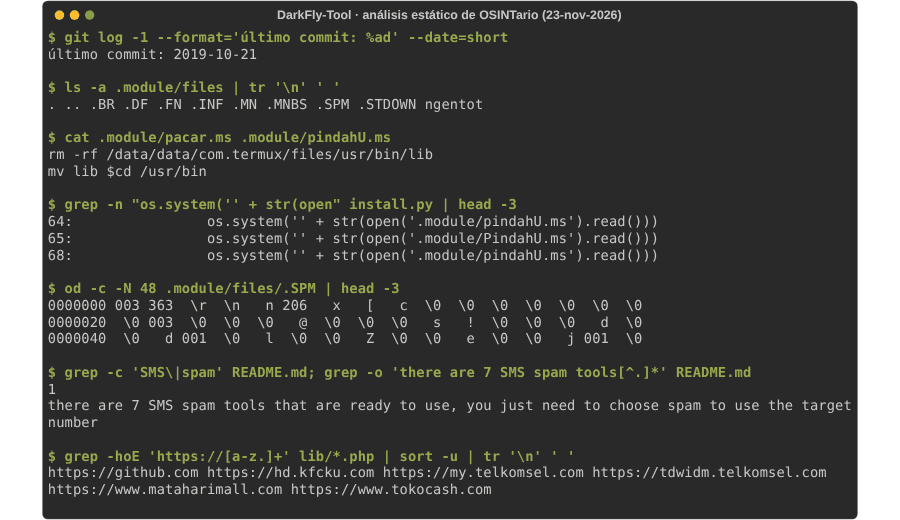 DarkFly-Tool · análisis estático de OSINTario (23-nov-2026)
$ git log -1 --format='último commit: %ad' --date=short
último commit: 2019-10-21
$ ls -a .module/files | tr '\n' ' '
. .. .BR .DF .FN .INF .MN .MNBS .SPM .STDOWN ngentot
$ cat .module/pacar.ms .module/pindahU.ms
rm -rf /data/data/com.termux/files/usr/bin/lib
mv lib $cd /usr/bin
$ grep -n "os.system('' + str(open" install.py | head -3
64:                os.system('' + str(open('.module/pindahU.ms').read()))
65:                os.system('' + str(open('.module/PindahU.ms').read()))
68:                os.system('' + str(open('.module/pindahU.ms').read()))
$ od -c -N 48 .module/files/.SPM | head -3
0000000 003 363  \r  \n   n 206   x   [   c  \0  \0  \0  \0  \0  \0  \0
0000020  \0 003  \0  \0  \0   @  \0  \0  \0   s   !  \0  \0  \0   d  \0
0000040  \0   d 001  \0   l  \0  \0   Z  \0  \0   e  \0  \0   j 001  \0
$ grep -c 'SMS\|spam' README.md; grep -o 'there are 7 SMS spam tools[^.]*' README.md
1
there are 7 SMS spam tools that are ready to use, you just need to choose spam to use the target
number
$ grep -hoE 'https://[a-z.]+' lib/*.php | sort -u | tr '\n' ' '
https://github.com https://hd.kfcku.com https://my.telkomsel.com https://tdwidm.telkomsel.com
https://www.mataharimall.com https://www.tokocash.com